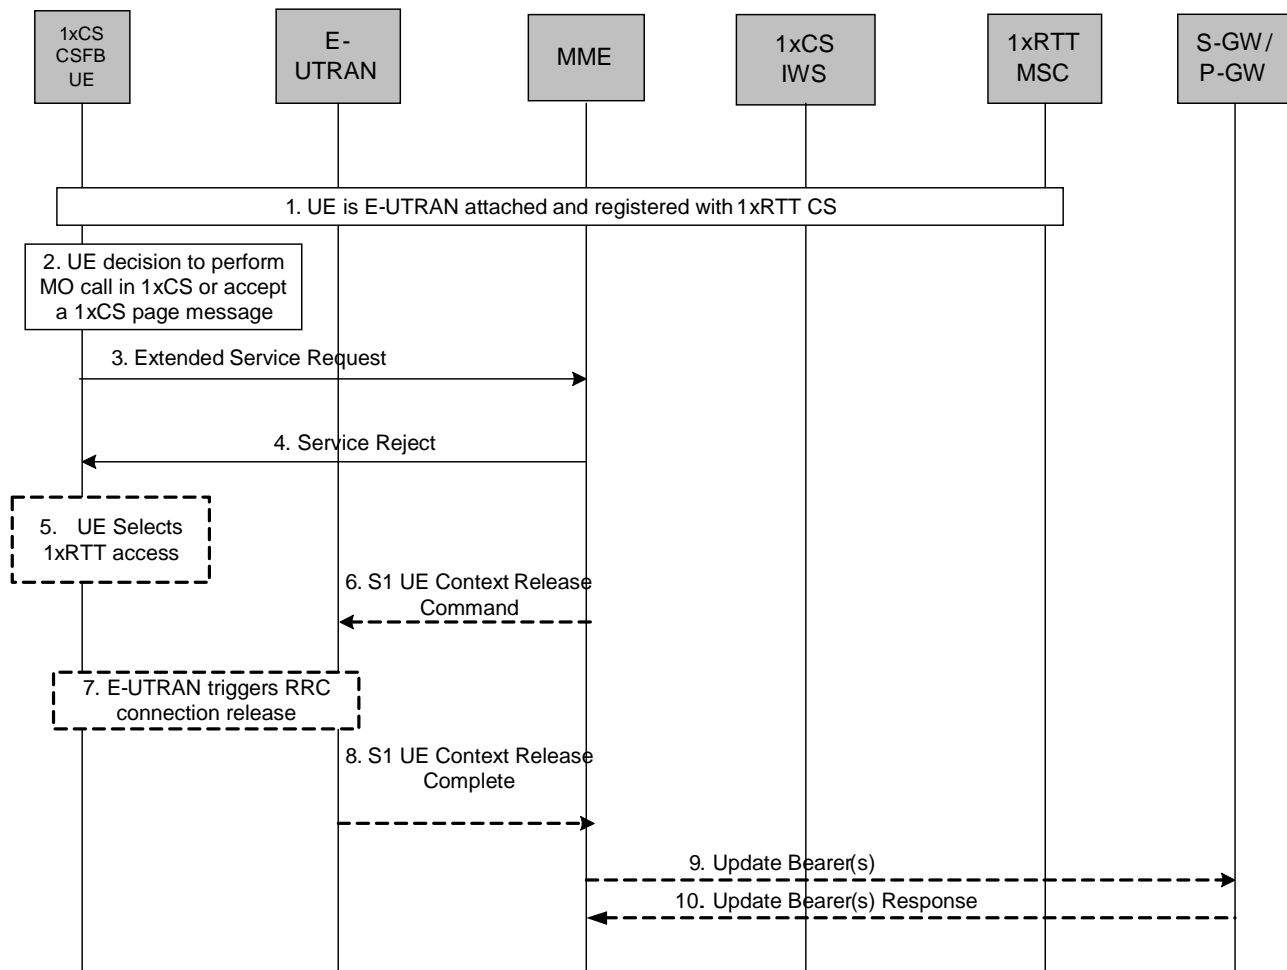 1xCS
CSFB
UE
E-
UTRAN
MME
1xCS
IWS
1xRTT
MSC
S-GW/
P-GW
1. UE is E-UTRAN attached and registered with 1xRTT CS
2. UE decision to perform
MO call in 1xCS or accept
a 1xCS page message
3. Extended Service Request
4. Service Reject
5. UE Selects
1xRTT access
6. S1 UE Context Release
Command
7. E-UTRAN triggers RRC
connection release
8. S1 UE Context Release
Complete
9. Update Bearer(s)
10. Update Bearer(s) Response